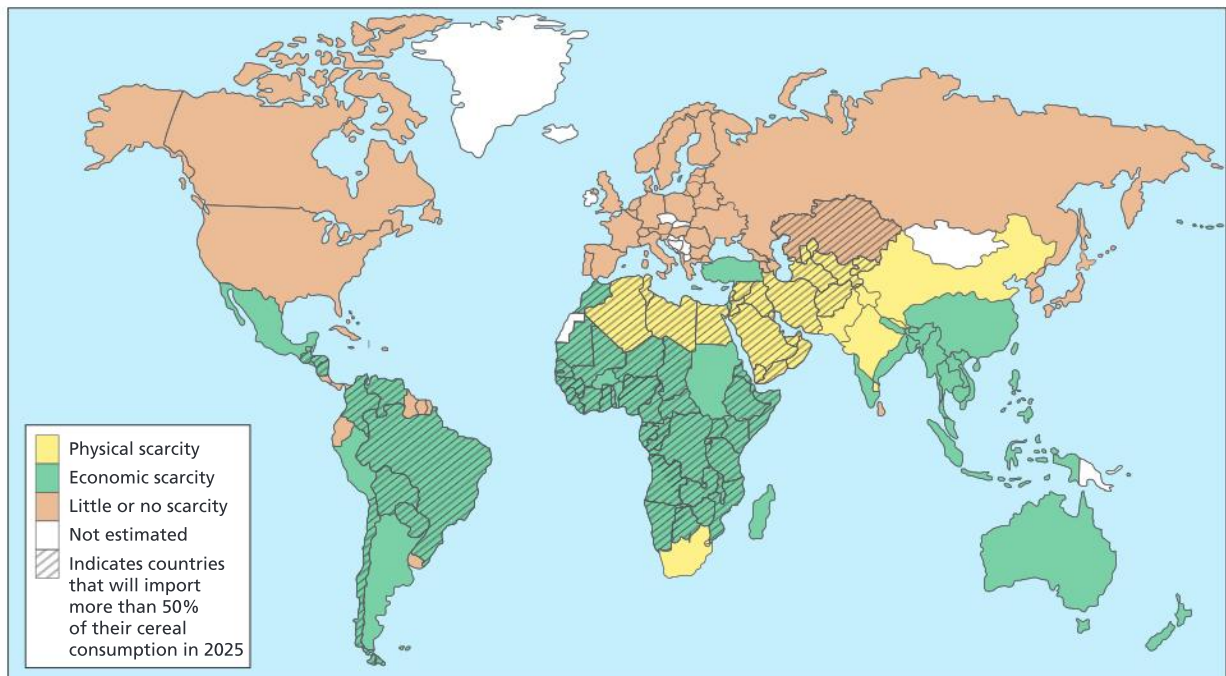 Physical scarcity
Economic scarcity
Little or no scarcity
Not estimated
Indicates countries
that will import
more than 50%
of their cereal
consumption in 2025